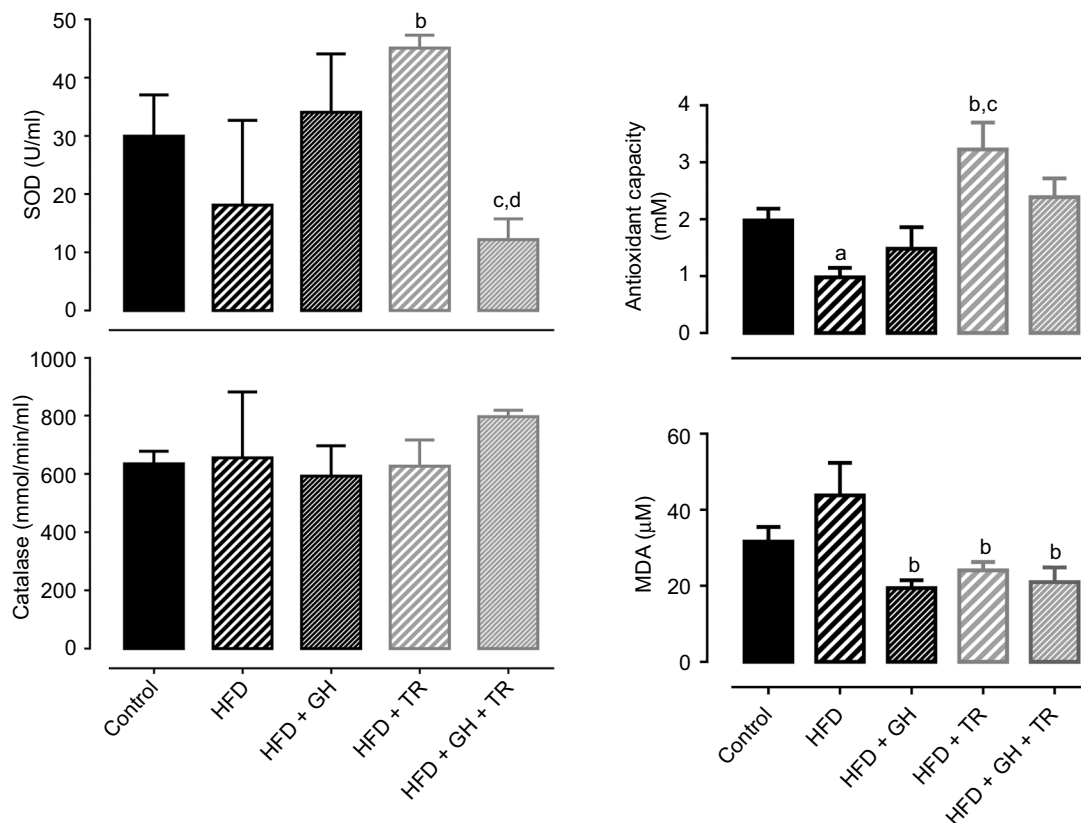 SOD (U/ml)
50
40
30
20
10
0
b
c,d
Catalase (mmol/min/ml)
1000
800
600
400
200
0
Control
HFD
HFD + GH
HFD + TR
HFD + GH + TR
Antioxidant capacity
(mM)
4
3
2
1
0
a
b,c
MDA (μM)
60
40
20
0
b
b
b
Control
HFD
HFD + GH
HFD + TR
HFD + GH + TR